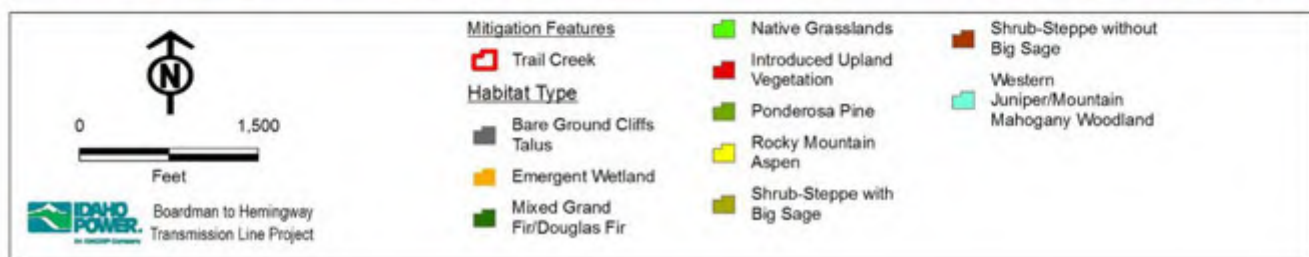 N
0 1,500
Feet
IDAHO
POWER.
An IDACORP Company
Boardman to Hemingway
Transmission Line Project
Mitigation Features
Trail Creek
Habitat Type
Bare Ground Cliffs
Talus
Emergent Wetland
Mixed Grand
Fir/Douglas Fir
Native Grasslands
Introduced Upland
Vegetation
Ponderosa Pine
Rocky Mountain
Aspen
Shrub-Steppe with
Big Sage
Shrub-Steppe without
Big Sage
Western
Juniper/Mountain
Mahogany Woodland